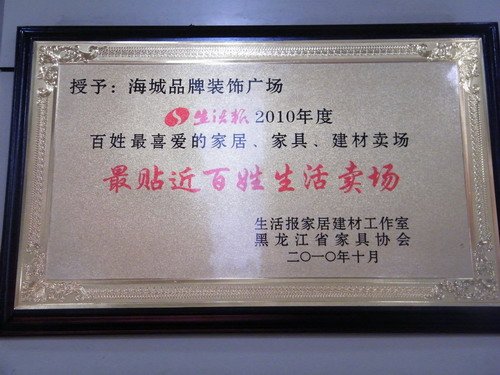 授予：海城品牌装饰广场
生活报 2010年度
百姓最喜爱的家居、家具、建材卖场
最贴近百姓生活卖场
生活报家居建材工作室
黑龙江省家具协会
二〇一〇年十月